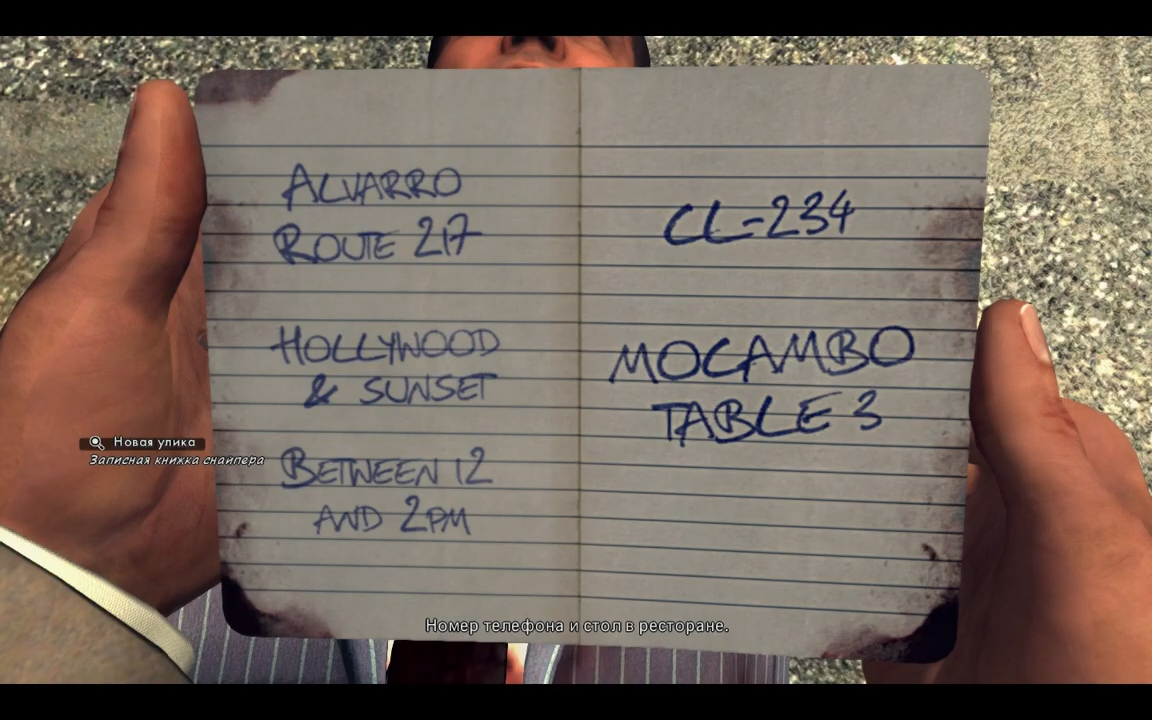 ALVARRO
ROUTE 217
HOLLYWOOD
& SUNSET
BETWEEN 12
AND 2PM
CL-234
MOCAMBO
TABLE 3
Новая улика
Записная книжка снайпера
Номер телефона и стол в ресторане.